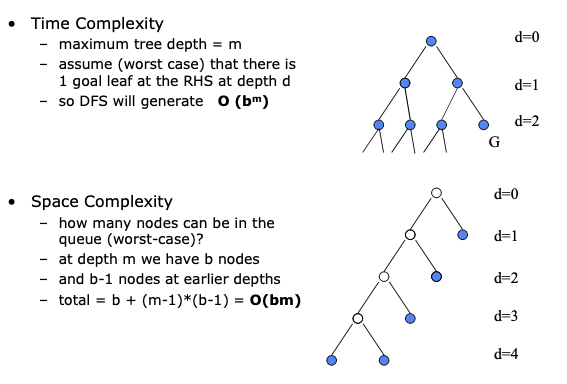 • Time Complexity
– maximum tree depth = m
– assume (worst case) that there is
1 goal leaf at the RHS at depth d
– so DFS will generate O (bᵐ)
d=0
d=1
d=2
G
• Space Complexity
– how many nodes can be in the
queue (worst-case)?
– at depth m we have b nodes
– and b-1 nodes at earlier depths
– total = b + (m-1)*(b-1) = O(bm)
d=0
d=1
d=2
d=3
d=4